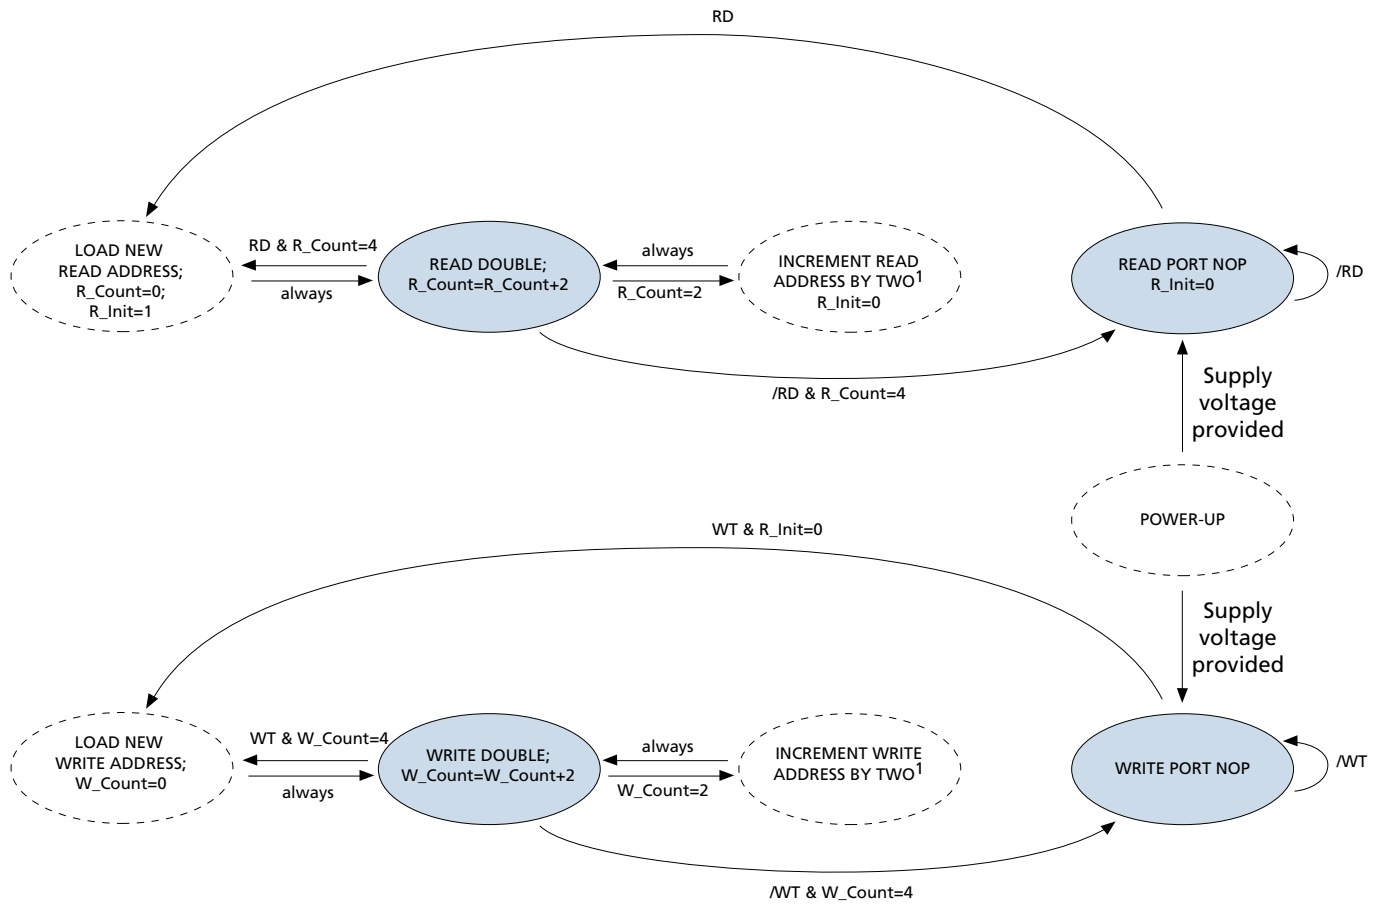 RD
LOAD NEW
READ ADDRESS;
R_Count=0;
R_Init=1
RD & R_Count=4
always
READ DOUBLE;
R_Count=R_Count+2
always
R_Count=2
INCREMENT READ
ADDRESS BY TWO1
R_Init=0
READ PORT NOP
R_Init=0
/RD
/RD & R_Count=4
Supply
voltage
provided
POWER-UP
WT & R_Init=0
Supply
voltage
provided
LOAD NEW
WRITE ADDRESS;
W_Count=0
WT & W_Count=4
always
WRITE DOUBLE;
W_Count=W_Count+2
always
W_Count=2
INCREMENT WRITE
ADDRESS BY TWO1
WRITE PORT NOP
/WT
/WT & W_Count=4